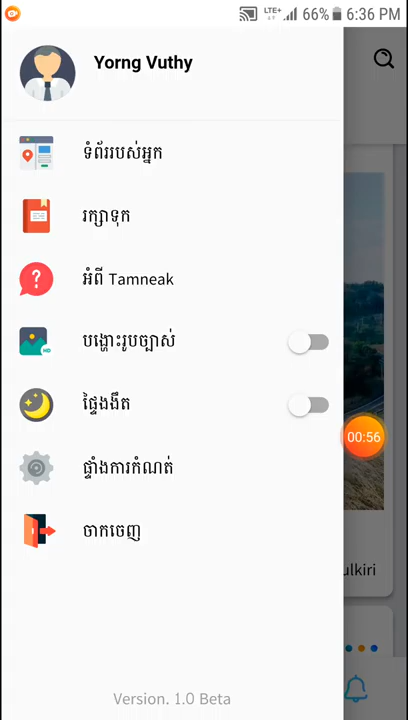 LTE+ 66% 6:36 PM
Yorng Vuthy
ទំព័ររបស់អ្នក
រក្សាទុក
អំពី Tamneak
បង្ហោះរូបច្បាស់
HD
ផ្ទៃងងឹត
00:56
ផ្ទាំងការកំណត់
ចាកចេញ
ulkiri
Version. 1.0 Beta